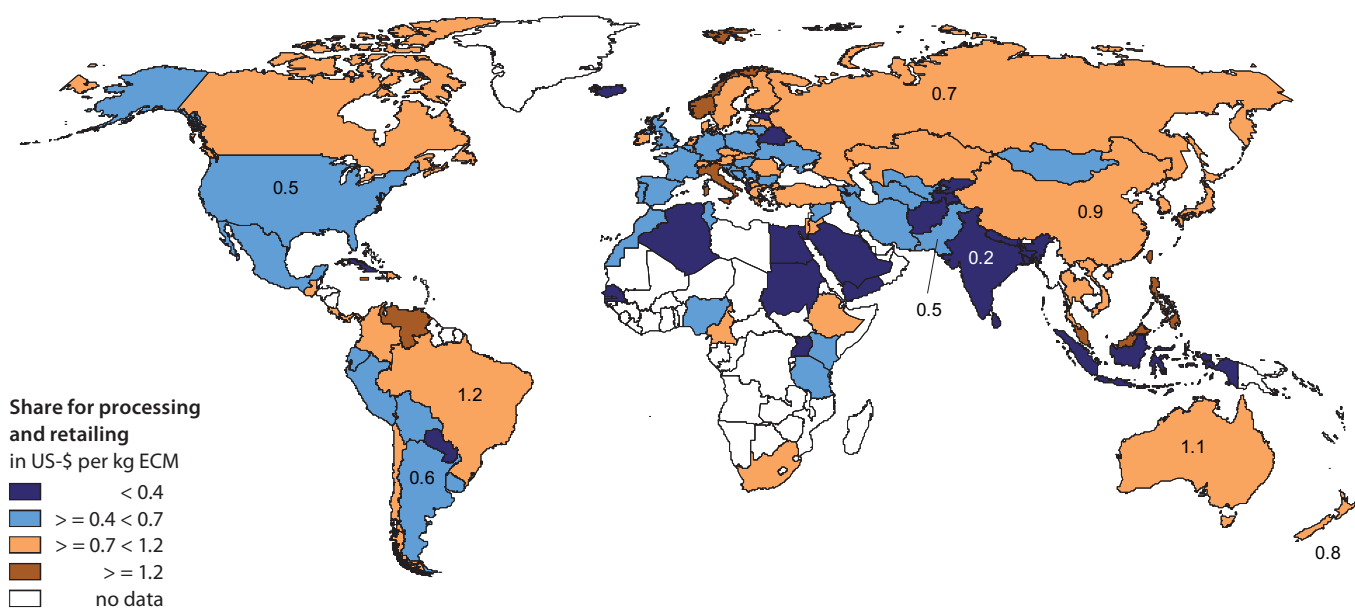 0.7
0.5
0.9
0.2
0.5
1.2
1.1
0.6
0.8
Share for processing
and retailing
in US-$ per kg ECM
< 0.4
> = 0.4 < 0.7
> = 0.7 < 1.2
> = 1.2
no data